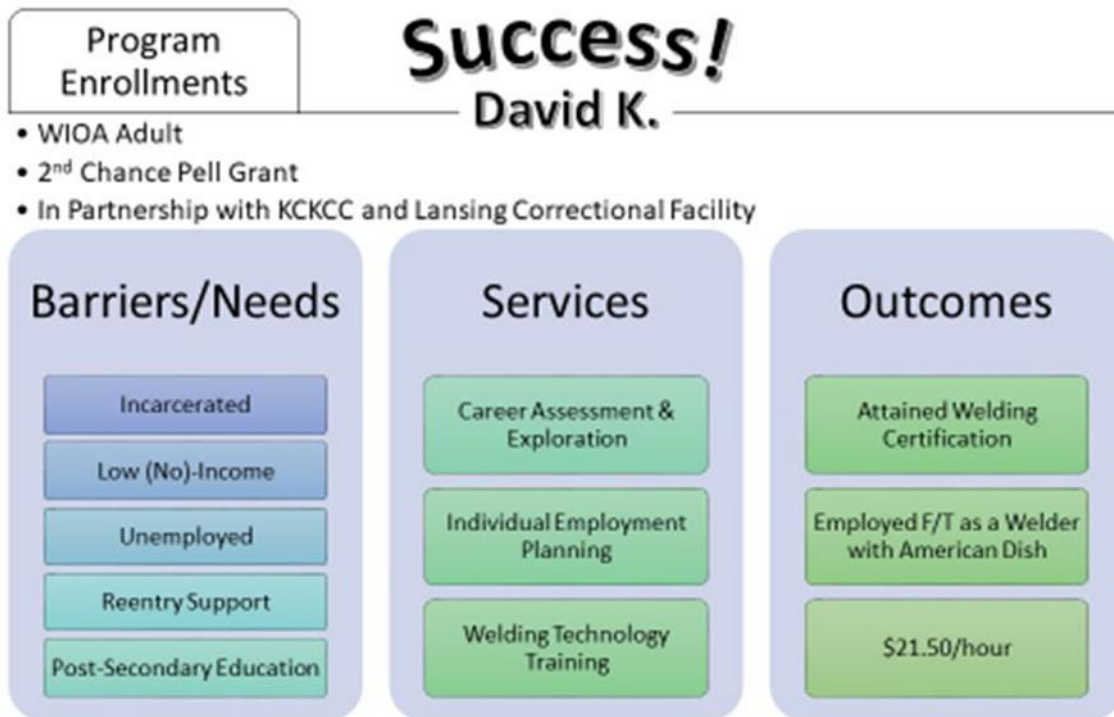 Program
Enrollments
Success!
David K.
• WIOA Adult
• 2nd Chance Pell Grant
• In Partnership with KCKCC and Lansing Correctional Facility
Barriers/Needs
Incarcerated
Low (No)-Income
Unemployed
Reentry Support
Post-Secondary Education
Services
Career Assessment &
Exploration
Individual Employment
Planning
Welding Technology
Training
Outcomes
Attained Welding
Certification
Employed F/T as a Welder
with American Dish
$21.50/hour